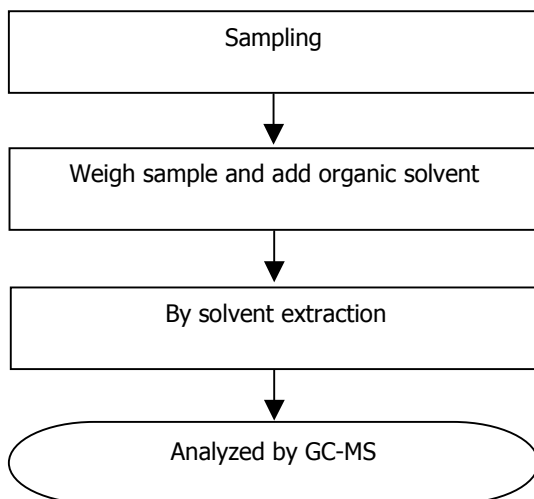 Sampling
Weigh sample and add organic solvent
By solvent extraction
Analyzed by GC-MS